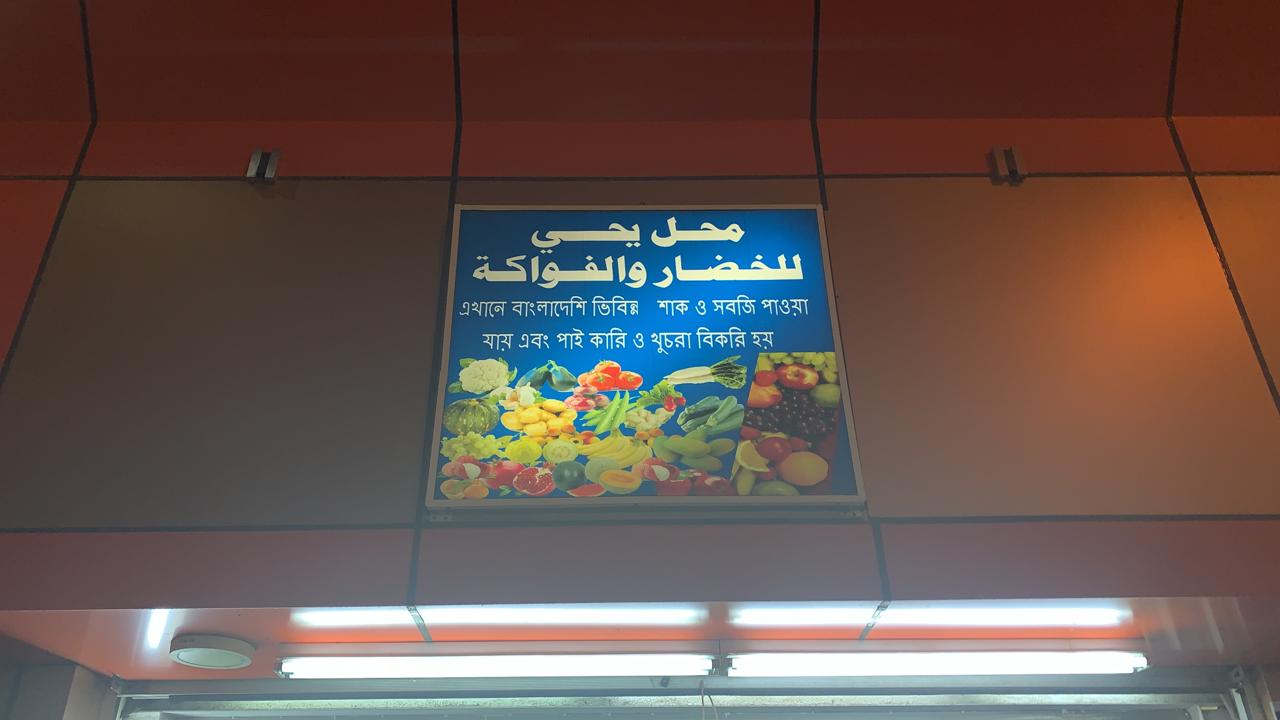 محل يحي
للخضار والفواكة
এখানে বাংলাদেশি ভিবিন্ন শাক ও সবজি পাওয়া
যায় এবং পাই কারি ও খুচরা বিকরি হয়